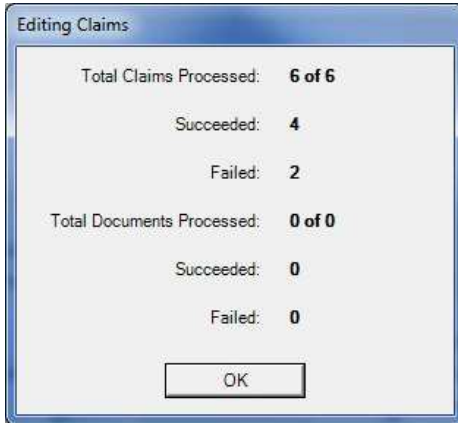 Editing Claims
Total Claims Processed: 6 of 6
Succeeded: 4
Failed: 2
Total Documents Processed: 0 of 0
Succeeded: 0
Failed: 0
OK